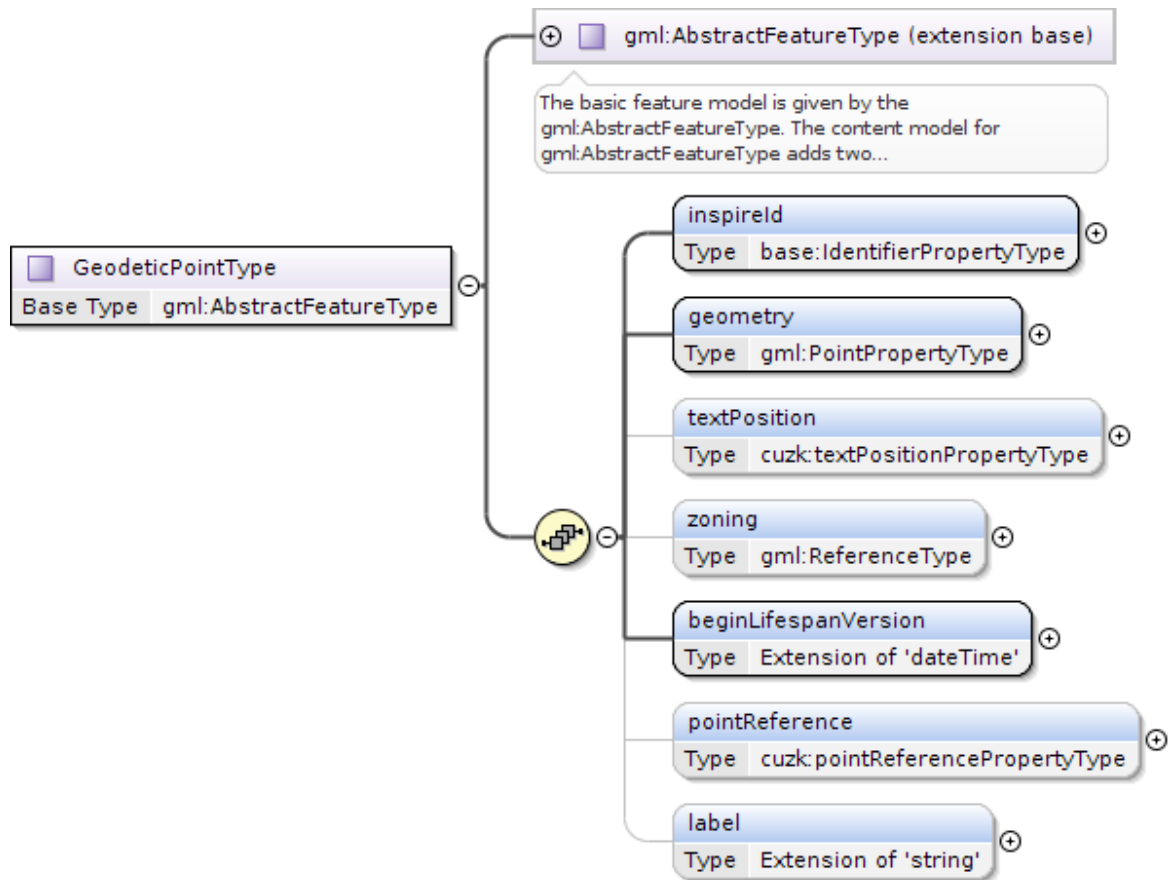 gml:AbstractFeatureType (extension base)
The basic feature model is given by the
gml:AbstractFeatureType. The content model for
gml:AbstractFeatureType adds two...
GeodeticPointType
Base Type gml:AbstractFeatureType
inspireId
Type base:IdentifierPropertyType
geometry
Type gml:PointPropertyType
textPosition
Type cuzk:textPositionPropertyType
zoning
Type gml:ReferenceType
beginLifespanVersion
Type Extension of 'dateTime'
pointReference
Type cuzk:pointReferencePropertyType
label
Type Extension of 'string'